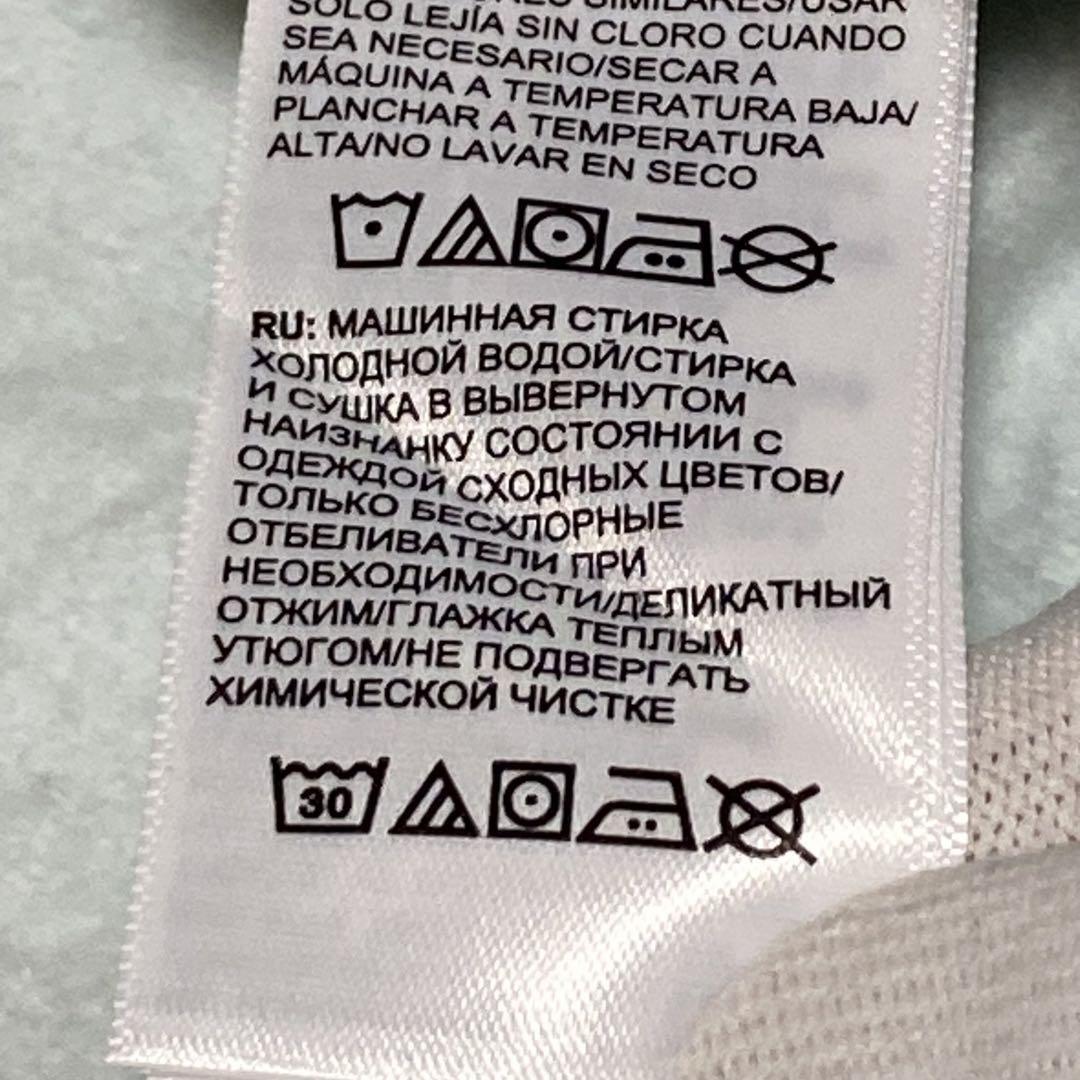 SIMILARES/USAR
SOLO LEJÍA SIN CLORO CUANDO
SEA NECESARIO/SECAR A
MÁQUINA A TEMPERATURA BAJA/
PLANCHAR A TEMPERATURA
ALTA/NO LAVAR EN SECO
RU: МАШИННАЯ СТИРКА
ХОЛОДНОЙ ВОДОЙ/СТИРКА
И СУШКА В ВЫВЕРНУТОМ
НАИЗНАНКУ СОСТОЯНИИ С
ОДЕЖДОЙ СХОДНЫХ ЦВЕТОВ/
ТОЛЬКО БЕСХЛОРНЫЕ
ОТБЕЛИВАТЕЛИ ПРИ
НЕОБХОДИМОСТИ/ДЕЛИКАТНЫЙ
ОТЖИМ/ГЛАЖКА ТЕПЛЫМ
УТЮГОМ/НЕ ПОДВЕРГАТЬ
ХИМИЧЕСКОЙ ЧИСТКЕ
30